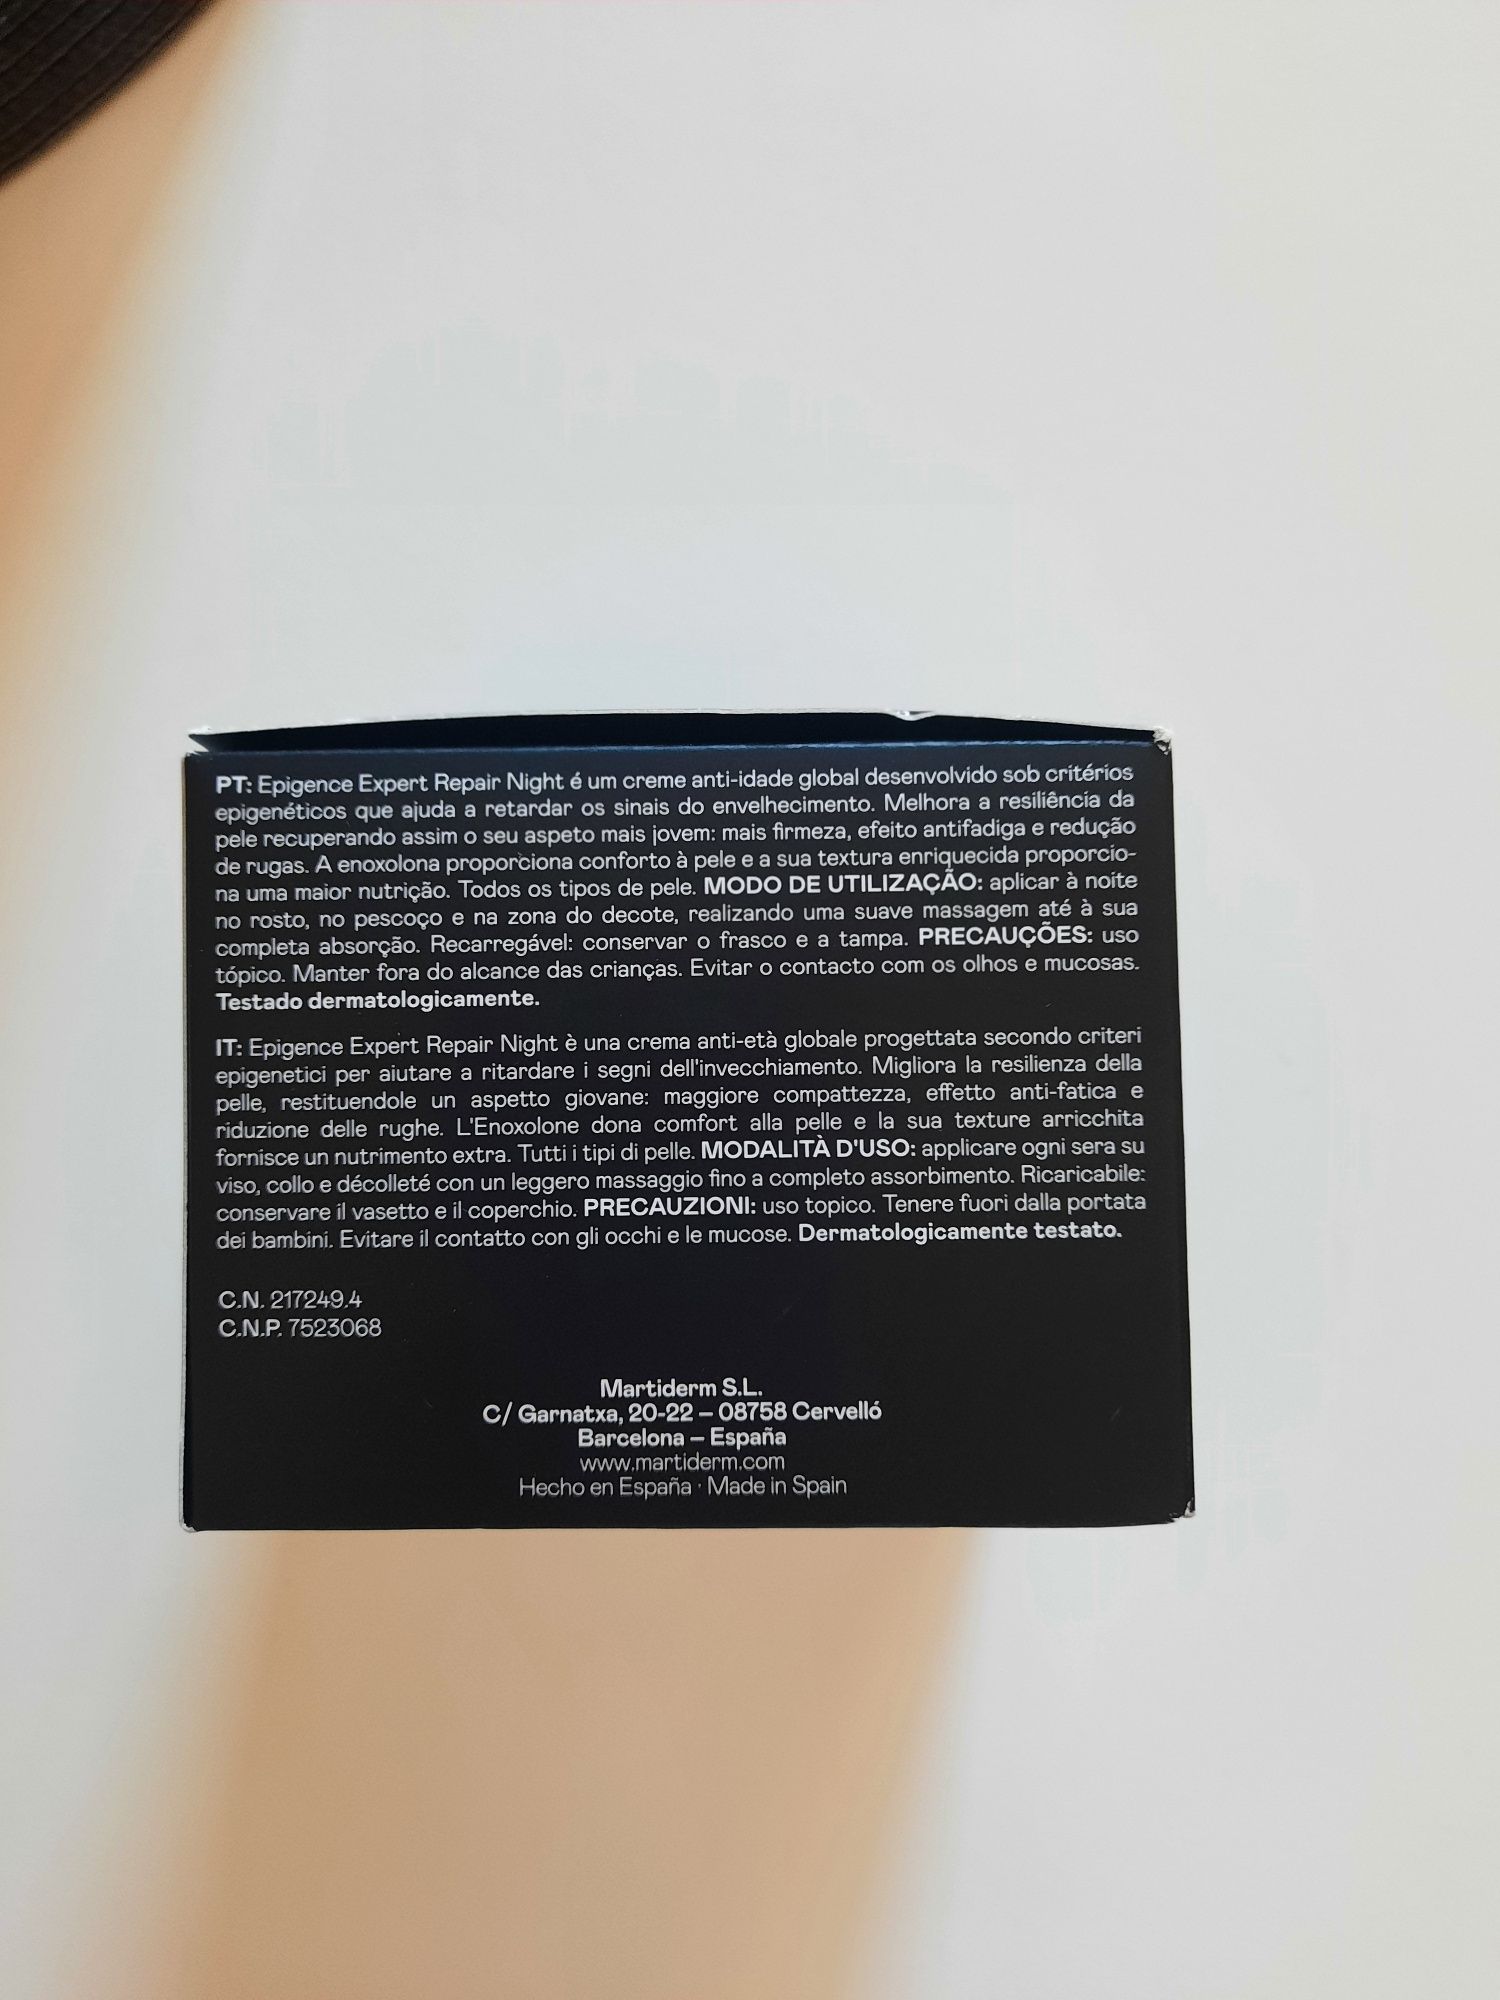 PT: Epigence Expert Repair Night é um creme anti-idade global desenvolvido sob critérios
epigenéticos que ajuda a retardar os sinais do envelhecimento. Melhora a resiliência da
pele recuperando assim o seu aspeto mais jovem: mais firmeza, efeito antifadiga e redução
de rugas. A enoxolona proporciona conforto à pele e a sua textura enriquecida proporcio-
na uma maior nutrição. Todos os tipos de pele. MODO DE UTILIZAÇÃO: aplicar à noite
no rosto, no pescoço e na zona do decote, realizando uma suave massagem até à sua
completa absorção. Recarregável: conservar o frasco e a tampa. PRECAUÇÕES: uso
tópico. Manter fora do alcance das crianças. Evitar o contacto com os olhos e mucosas.
Testado dermatologicamente.
IT: Epigence Expert Repair Night è una crema anti-età globale progettata secondo criteri
epigenetici per aiutare a ritardare i segni dell'invecchiamento. Migliora la resilienza della
pelle, restituendole un aspetto giovane: maggiore compattezza, effetto anti-fatica e
riduzione delle rughe. L'Enoxolone dona comfort alla pelle e la sua texture arricchita
fornisce un nutrimento extra. Tutti i tipi di pelle. MODALITÀ D'USO: applicare ogni sera su
viso, collo e décolleté con un leggero massaggio fino a completo assorbimento. Ricaricabile:
conservare il vasetto e il coperchio. PRECAUZIONI: uso topico. Tenere fuori dalla portata
dei bambini. Evitare il contatto con gli occhi e le mucose. Dermatologicamente testato.
C.N. 217249.4
C.N.P. 7523068
Martiderm S.L.
C/ Garnatxa, 20-22 – 08758 Cervelló
Barcelona – España
www.martiderm.com
Hecho en España · Made in Spain